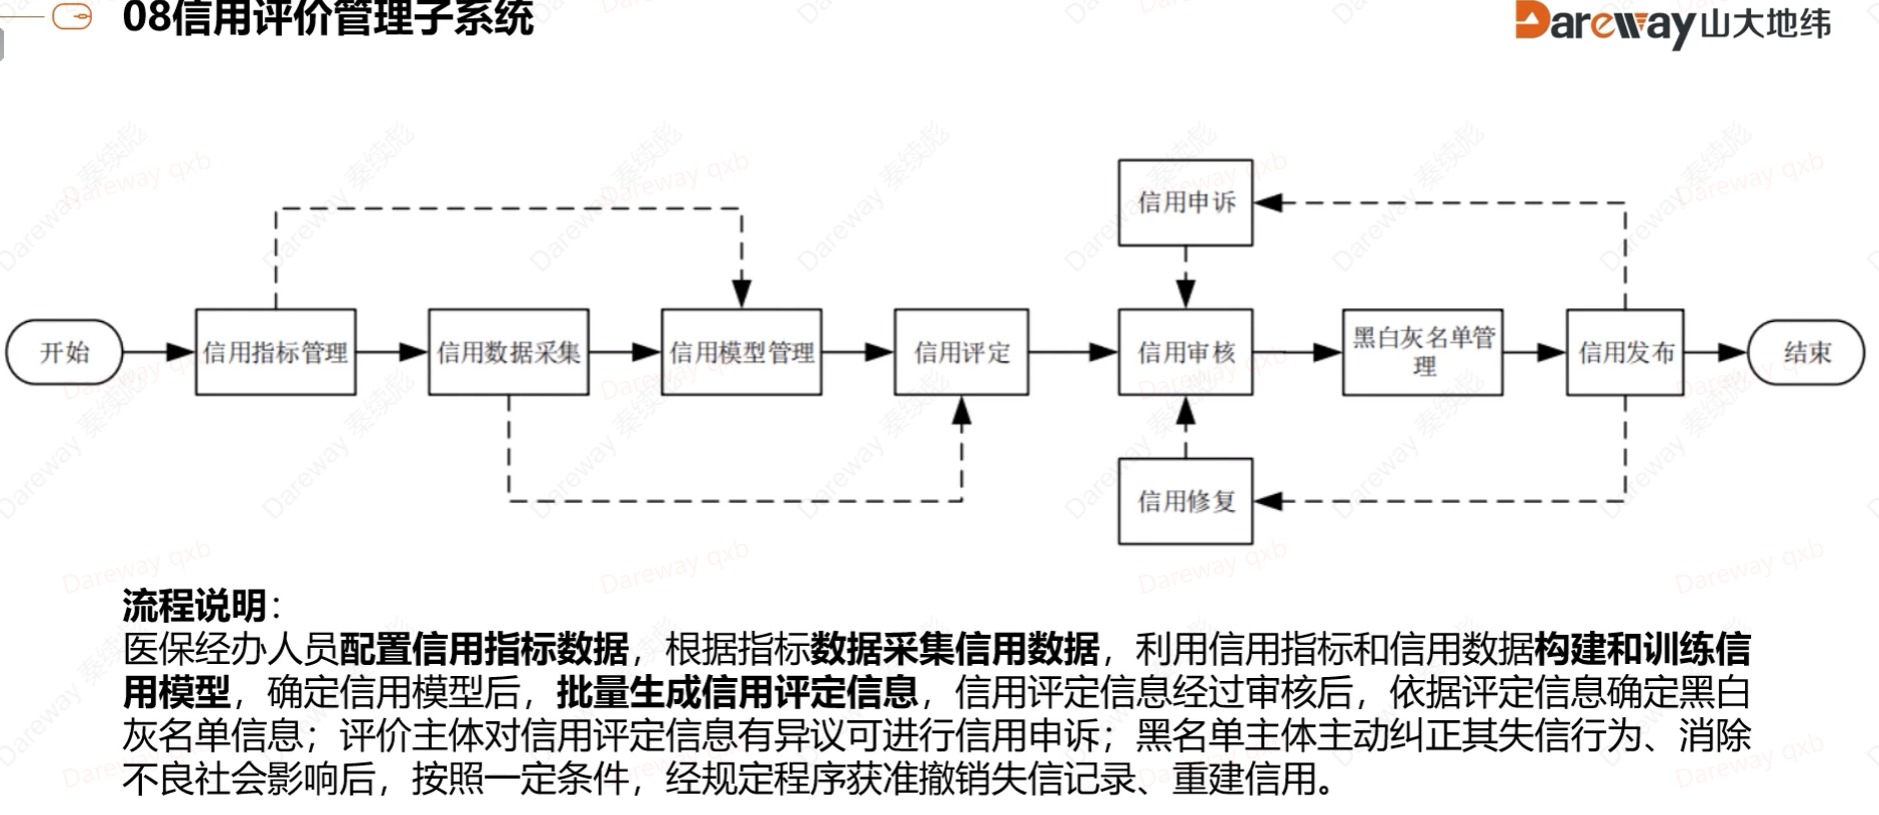 08信用评价管理子系统
Dareway山大地纬
信用申诉
开始
信用指标管理
信用数据采集
信用模型管理
信用评定
信用审核
黑白灰名单管
理
信用发布
结束
信用修复
流程说明：
医保经办人员配置信用指标数据，根据指标数据采集信用数据，利用信用指标和信用数据构建和训练信
用模型，确定信用模型后，批量生成信用评定信息，信用评定信息经过审核后，依据评定信息确定黑白
灰名单信息；评价主体对信用评定信息有异议可进行信用申诉；黑名单主体主动纠正其失信行为、消除
不良社会影响后，按照一定条件，经规定程序获准撤销失信记录、重建信用。
Dareway 秦续彪
Dareway qxb